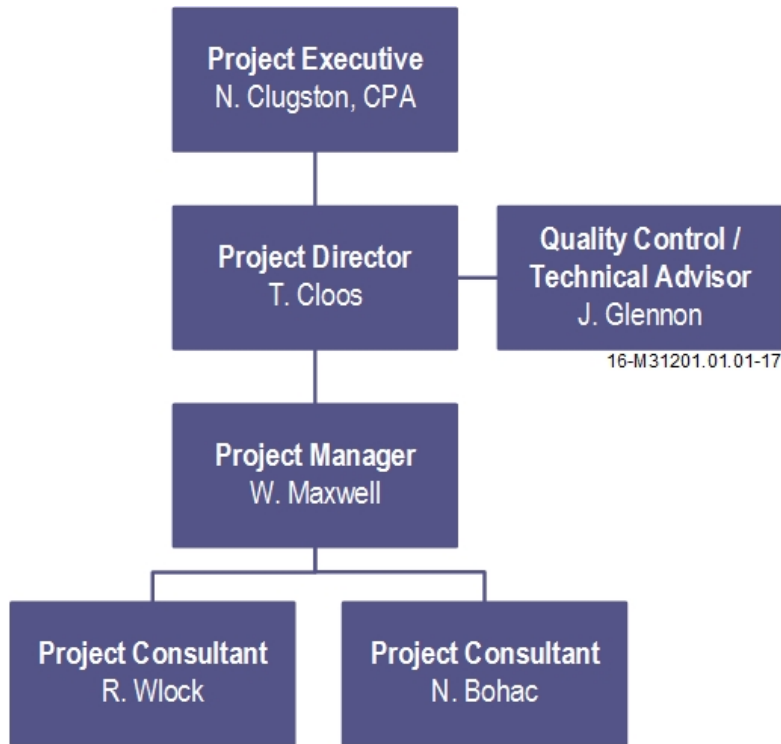 Project Executive
N. Clugston, CPA
Project Director
T. Cloos
Quality Control /
Technical Advisor
J. Glennon
16-M31201.01.01-17
Project Manager
W. Maxwell
Project Consultant
R. Wlock
Project Consultant
N. Bohac